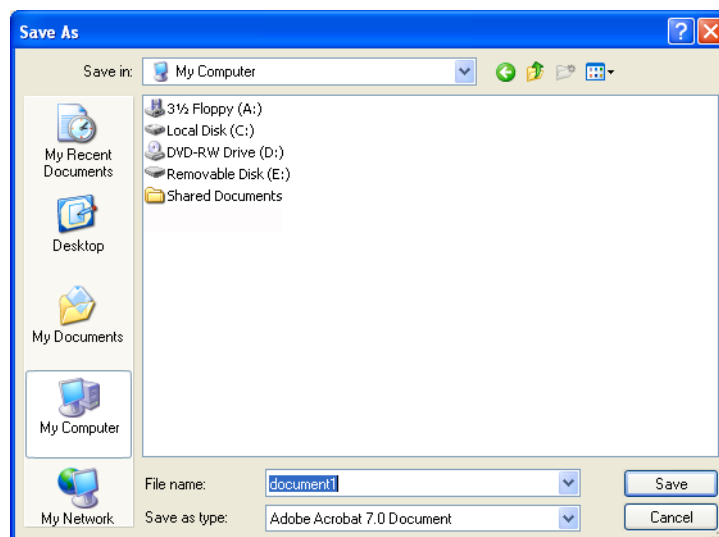 Save As
Save in:
My Computer
3½ Floppy (A:)
Local Disk (C:)
DVD-RW Drive (D:)
Removable Disk (E:)
Shared Documents
My Recent
Documents
Desktop
My Documents
My Computer
My Network
File name:
document1
Save
Save as type:
Adobe Acrobat 7.0 Document
Cancel